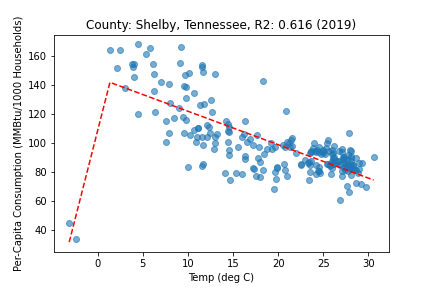 County: Shelby, Tennessee, R2: 0.616 (2019)
Per-Capita Consumption (MMBtu/1000 Households)
160
140
120
100
80
60
40
0 5 10 15 20 25 30
Temp (deg C)